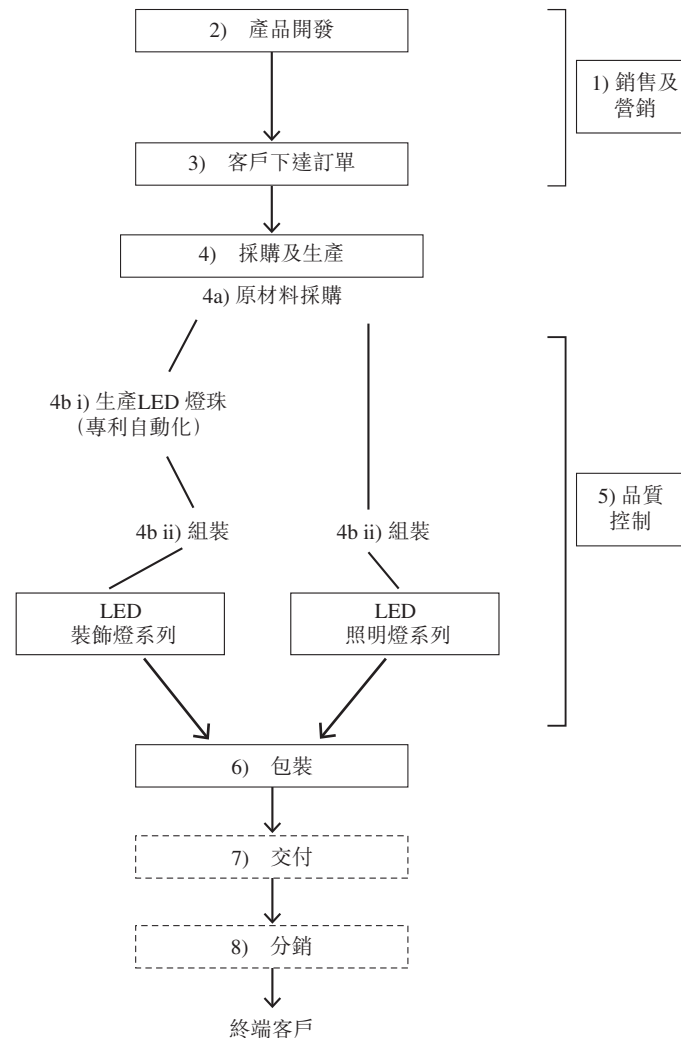 2) 產品開發
1) 銷售及
營銷
3) 客戶下達訂單
4) 採購及生產
4a) 原材料採購
4b i) 生產LED 燈珠
（專利自動化）
5) 品質
控制
4b ii) 組裝
4b ii) 組裝
LED
裝飾燈系列
LED
照明燈系列
6) 包裝
7) 交付
8) 分銷
終端客戶